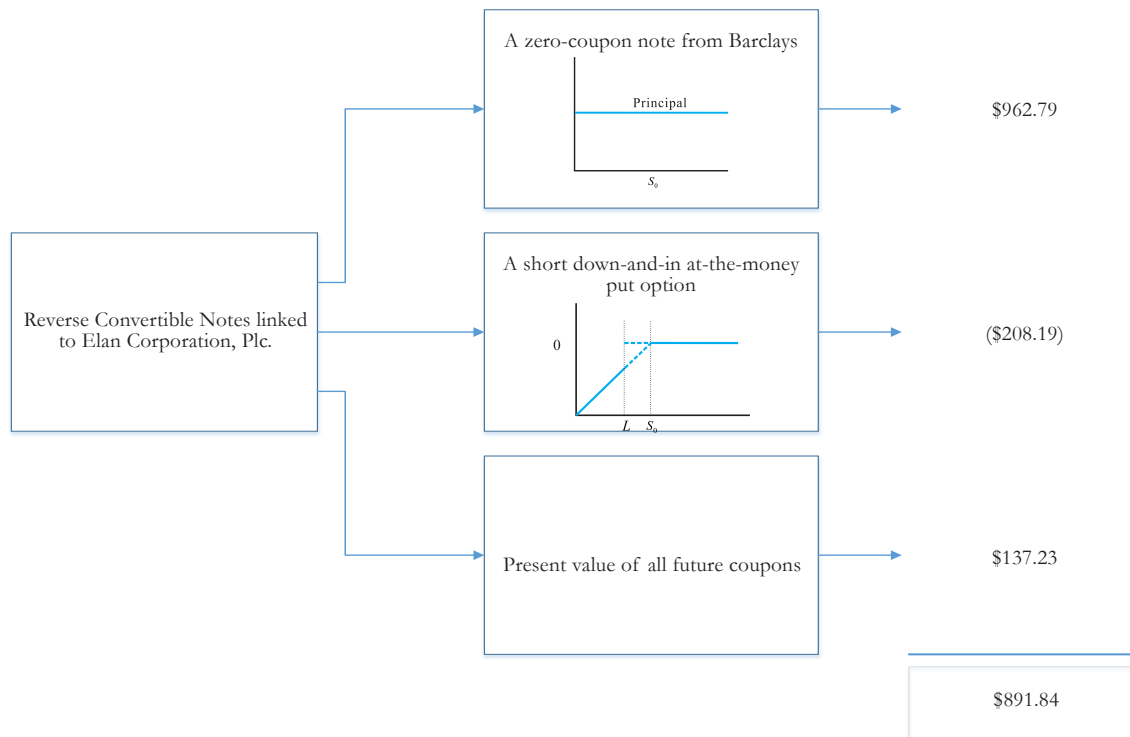 A zero-coupon note from Barclays
Principal
S₀
$962.79
Reverse Convertible Notes linked
to Elan Corporation, Plc.
A short down-and-in at-the-money
put option
0
L S₀
($208.19)
Present value of all future coupons
$137.23
$891.84